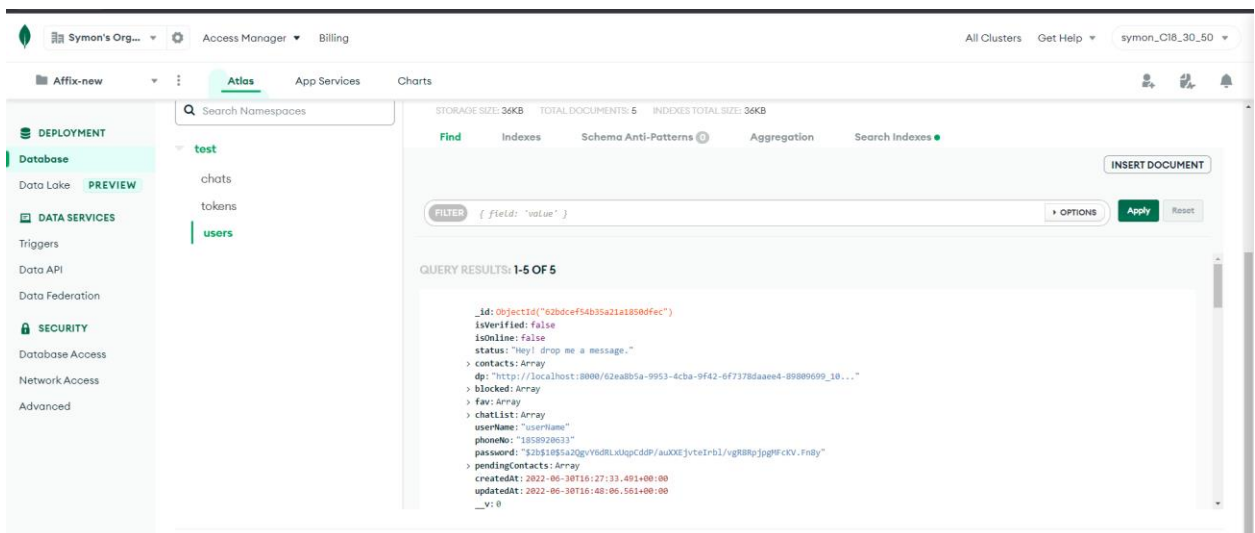 Symon's Org... Access Manager Billing All Clusters Get Help symon_C18_30_50
Affix-new Atlas App Services Charts
DEPLOYMENT
Database
Data Lake PREVIEW
DATA SERVICES
Triggers
Data API
Data Federation
SECURITY
Database Access
Network Access
Advanced
Search Namespaces
test
chats
tokens
users
STORAGE SIZE: 36KB TOTAL DOCUMENTS: 5 INDEXES TOTAL SIZE: 36KB
Find Indexes Schema Anti-Patterns 0 Aggregation Search Indexes
INSERT DOCUMENT
FILTER { field: 'value' } OPTIONS Apply Reset
QUERY RESULTS: 1-5 OF 5
_id: ObjectId("62bdcef54b35a21a1850dfec")
isVerified: false
isOnline: false
status: "Hey! drop me a message."
contacts: Array
dp: "http://localhost:8000/62ea8b5a-9953-4cba-9f42-6f7378daaee4-89809699_10..."
blocked: Array
fav: Array
chatList: Array
userName: "userName"
phoneNo: "1858920633"
password:
pendingContacts: Array
createdAt: 2022-06-30T16:27:33.491+00:00
updatedAt: 2022-06-30T16:48:06.561+00:00
__v: 0